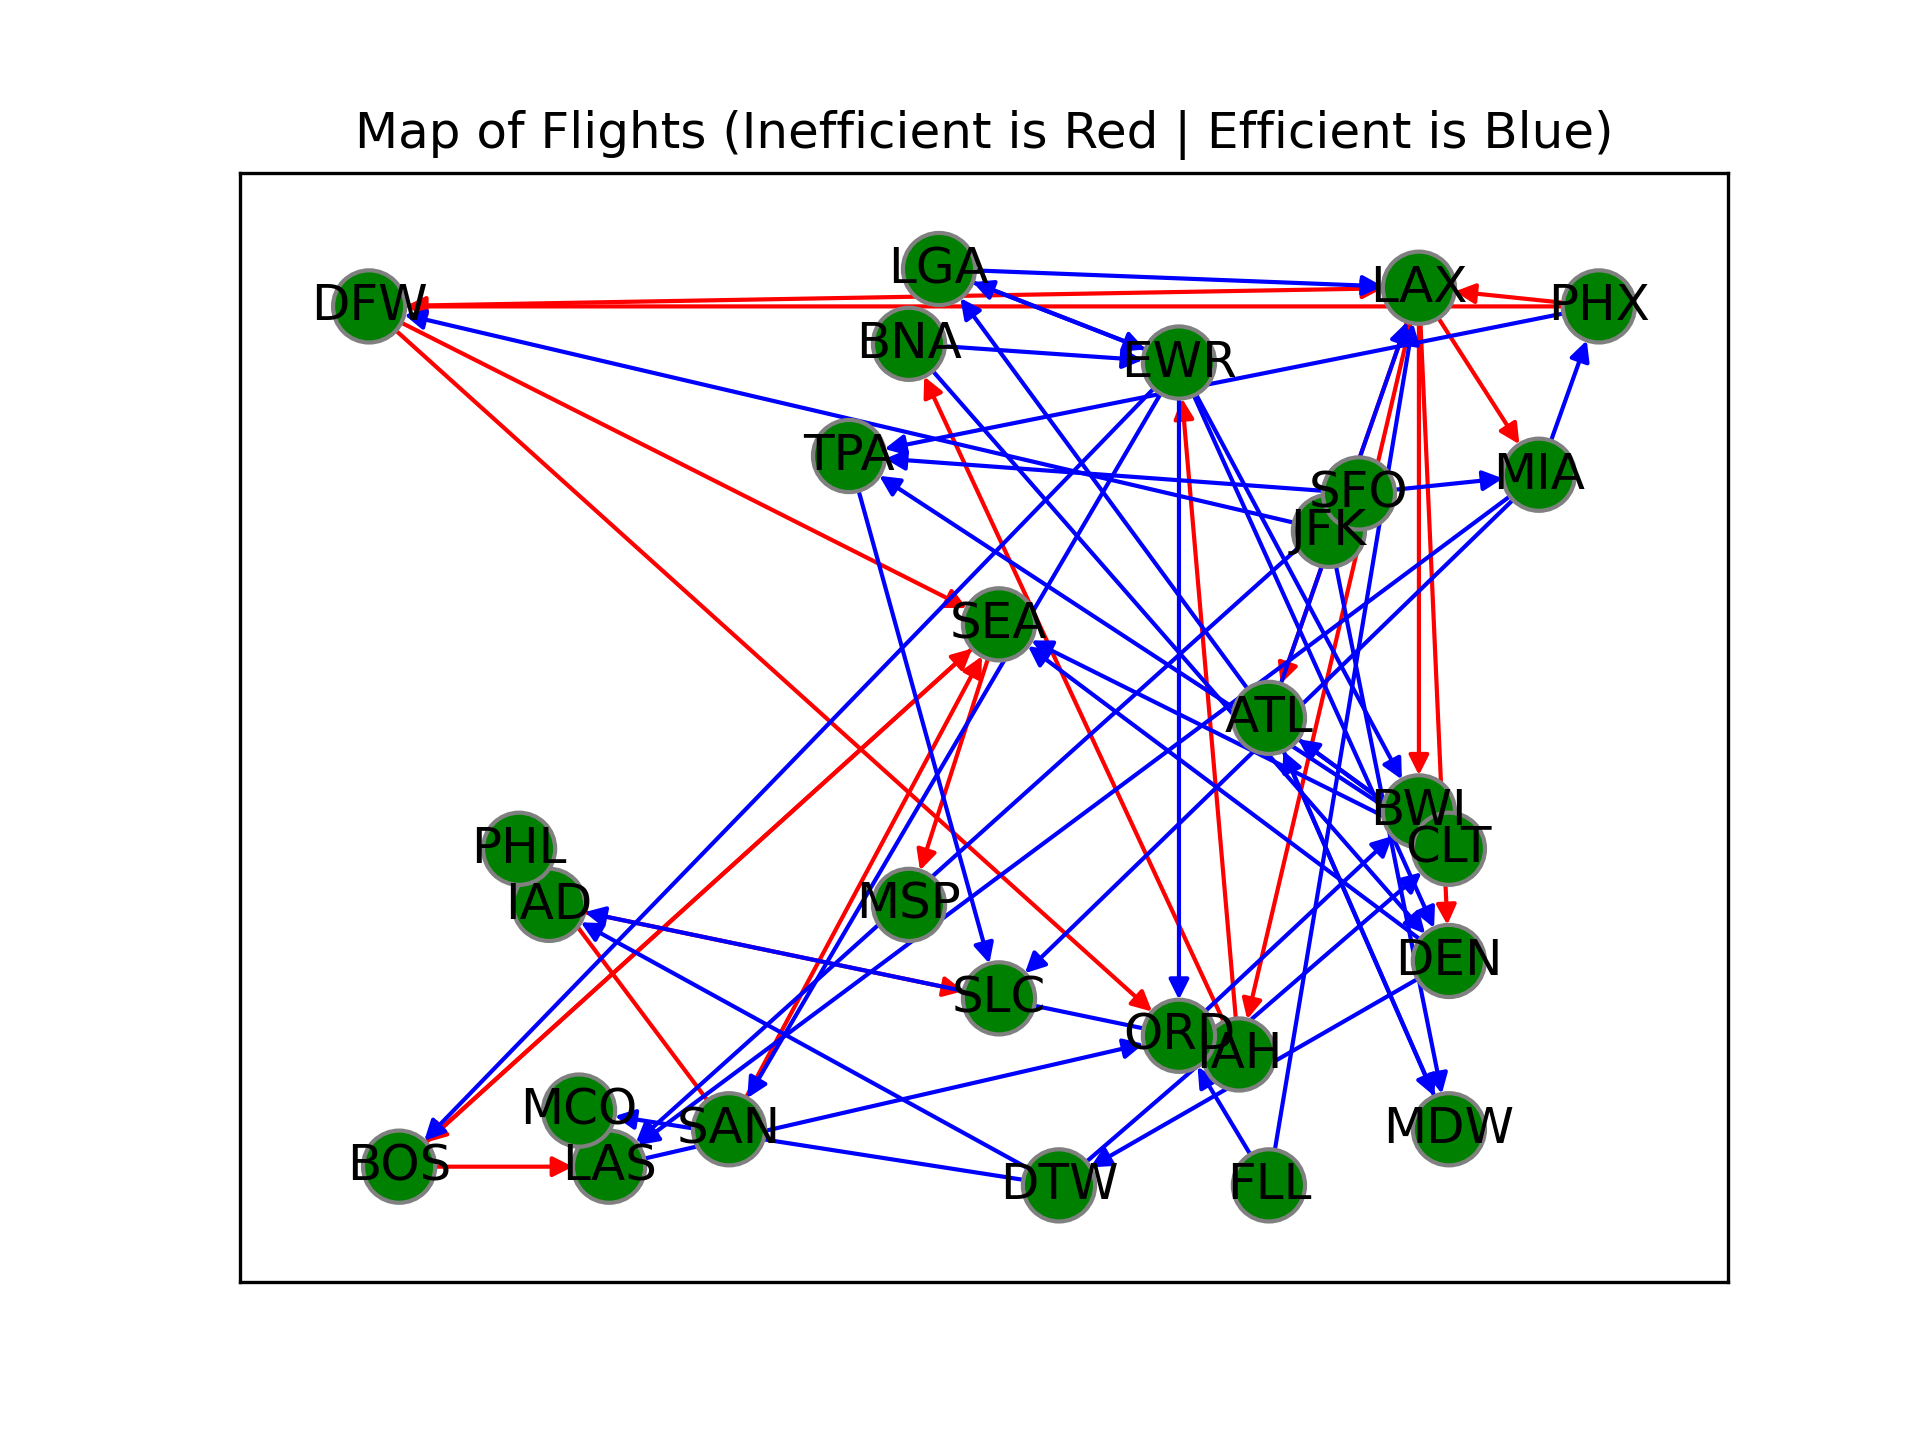 Map of Flights (Inefficient is Red | Efficient is Blue)
LGA
LAX
DFW
PHX
BNA
EWR
TPA
MIA
SFO
JFK
SEA
ATL
BWI
CLT
PHL
IAD
MSP
DEN
SLC
ORD
IAH
MCO
SAN
MDW
BOS
LAS
DTW
FLL